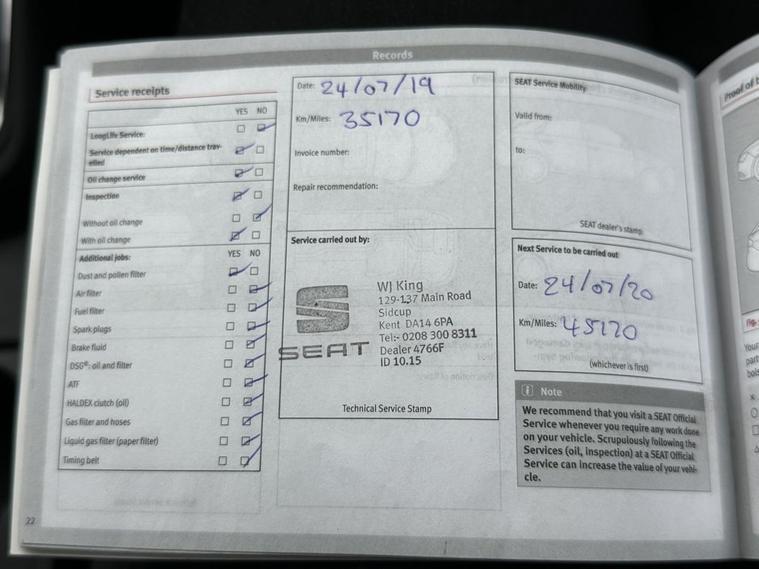 Records
Service receipts
YES NO
LongLife Service:
Service dependent on time/distance trav-
elled
Oil change service
Inspection
Without oil change
With oil change
Additional jobs: YES NO
Dust and pollen filter
Air filter
Fuel filter
Spark plugs
Brake fluid
DSG®: oil and filter
ATF
HALDEX clutch (oil)
Gas filter and hoses
Liquid gas filter (paper filter)
Timing belt
22
Date: 24/07/19
Km/Miles: 35170
Invoice number:
Repair recommendation:
Service carried out by:
SEAT
WJ King
129-137 Main Road
Sidcup
Kent DA14 6PA
Tel:- 0208 300 8311
Dealer 4766F
ID 10.15
Technical Service Stamp
SEAT Service Mobility
Valid from:
to:
SEAT dealer's stamp
Next Service to be carried out
Date: 24/07/20
Km/Miles: 45170
(whichever is first)
i Note
We recommend that you visit a SEAT Official
Service whenever you require any work done
on your vehicle. Scrupulously following the
Services (oil, inspection) at a SEAT Official
Service can increase the value of your vehi-
cle.
Proof of